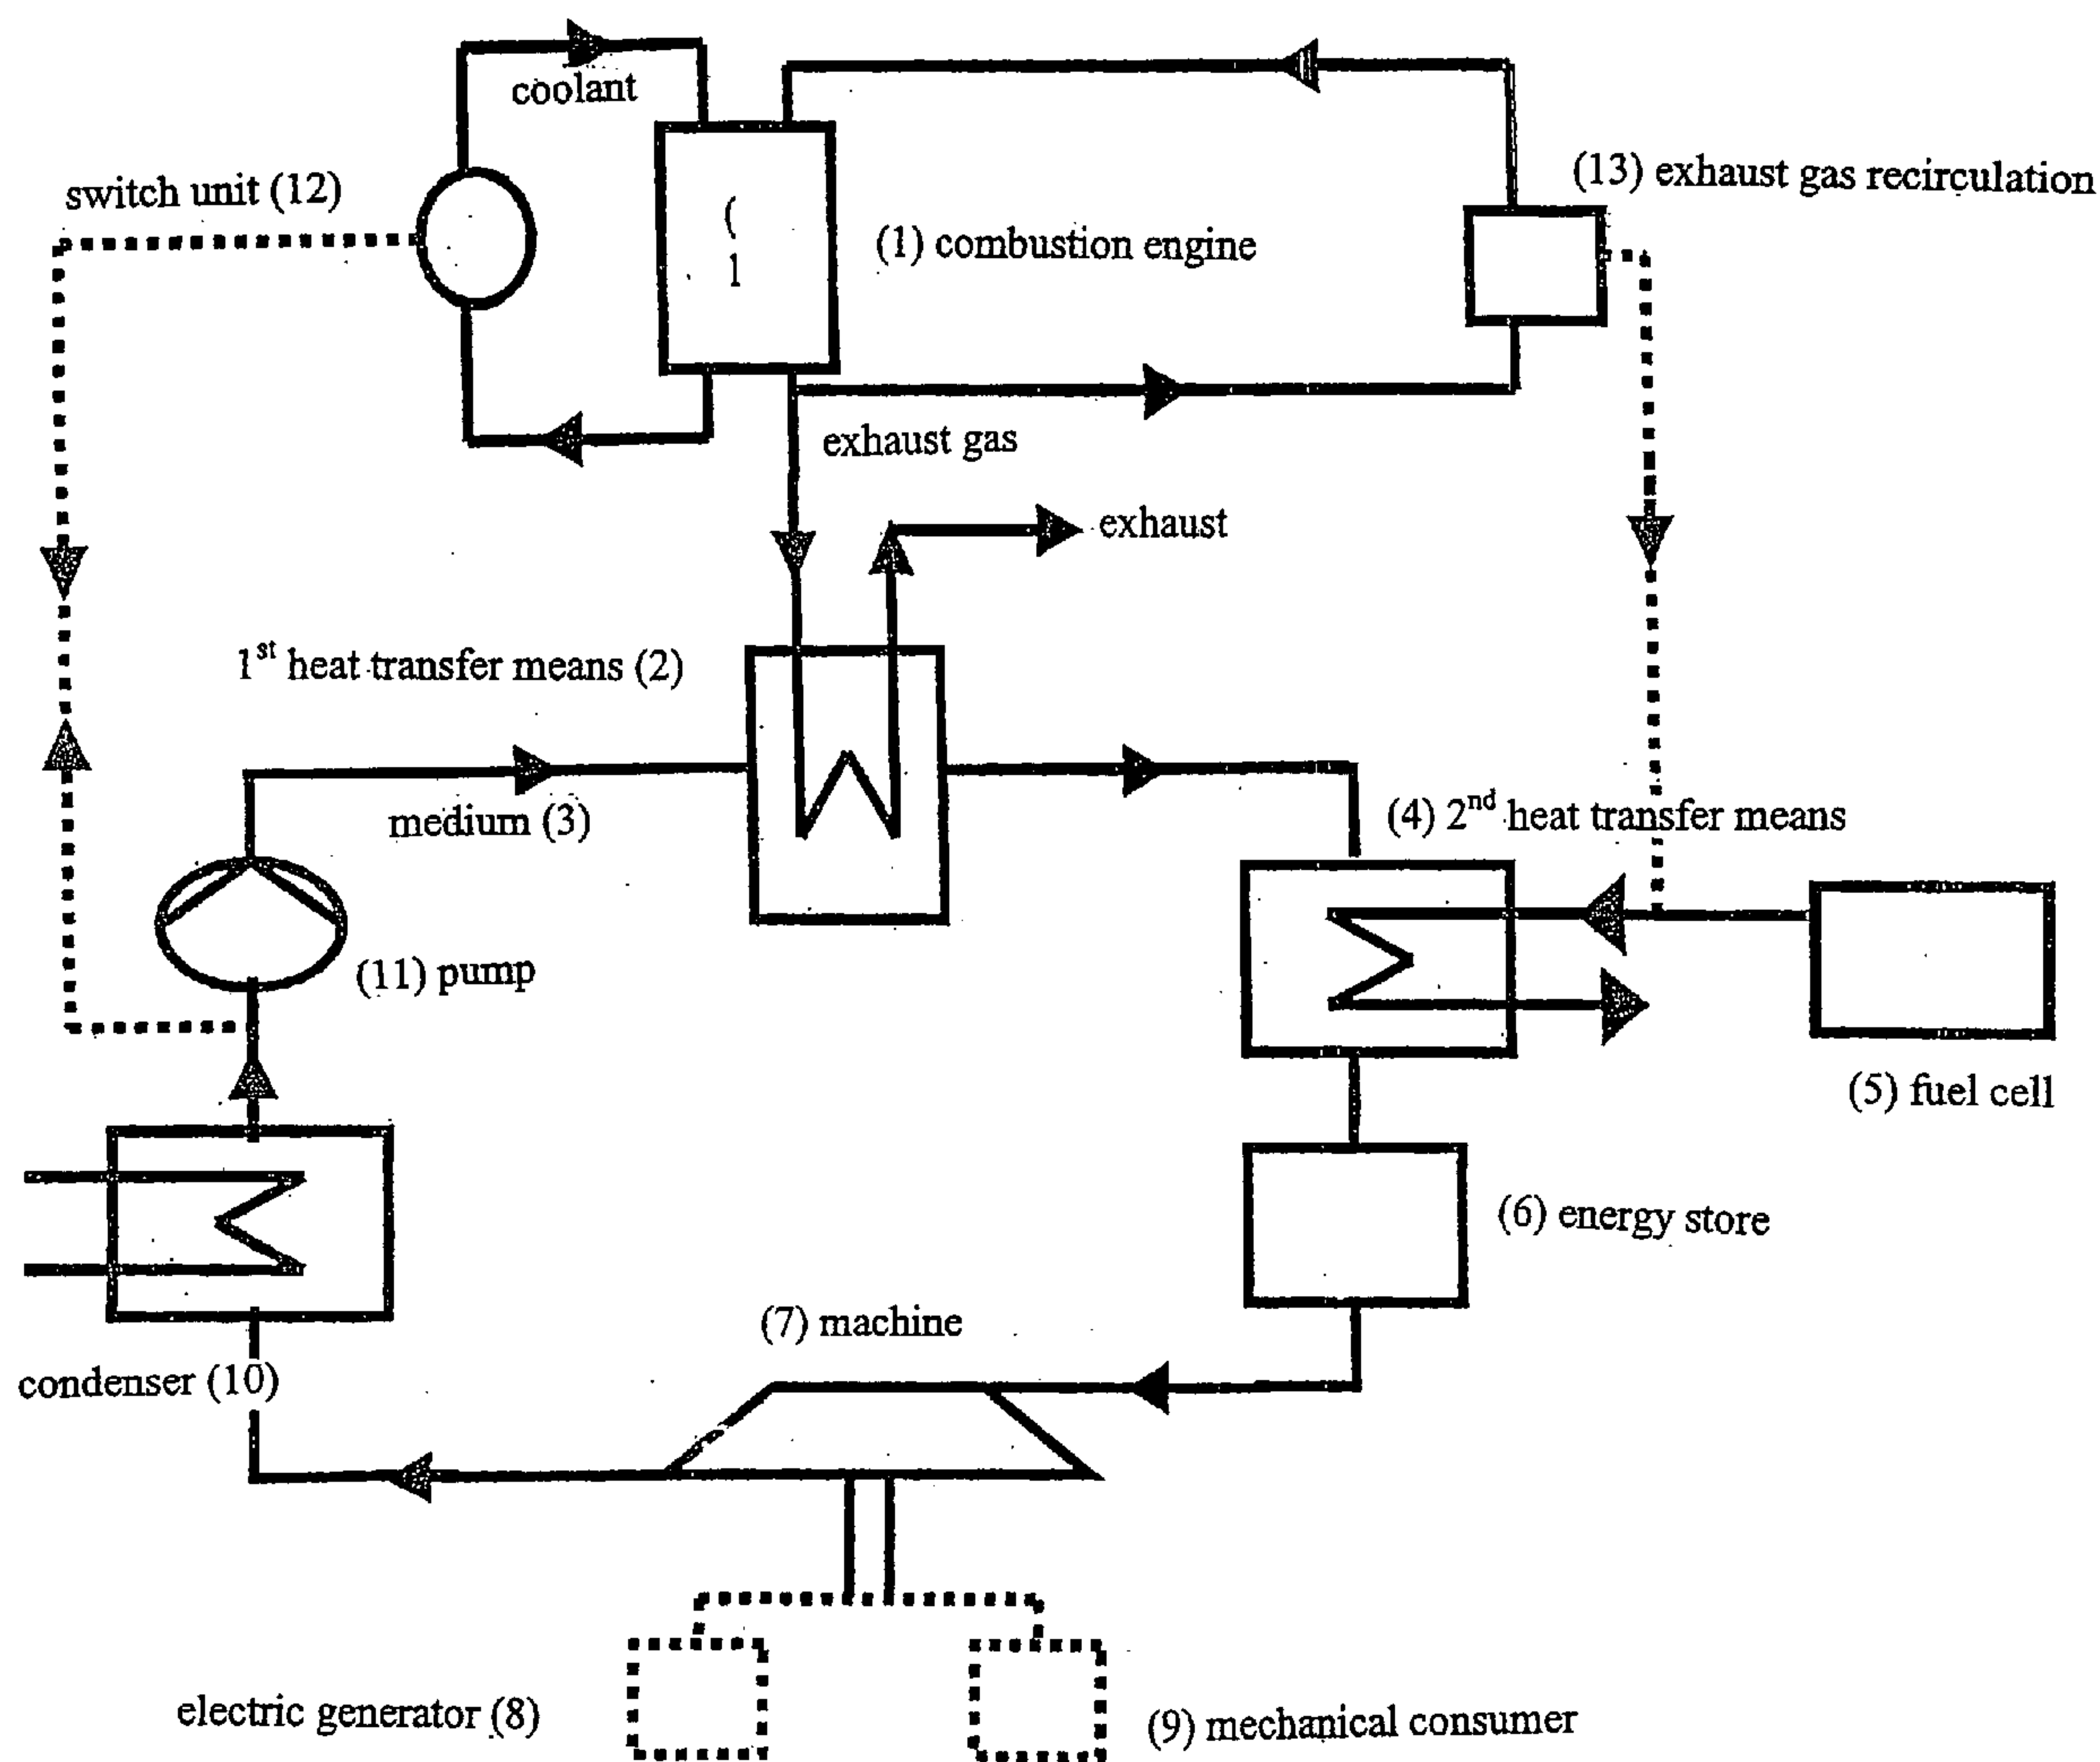 coolant
switch unit (12)
(
1
(1) combustion engine
(13) exhaust gas recirculation
exhaust gas
exhaust
1st heat transfer means (2)
medium (3)
(4) 2nd heat transfer means
(11) pump
(5) fuel cell
(6) energy store
(7) machine
condenser (10)
electric generator (8)
(9) mechanical consumer